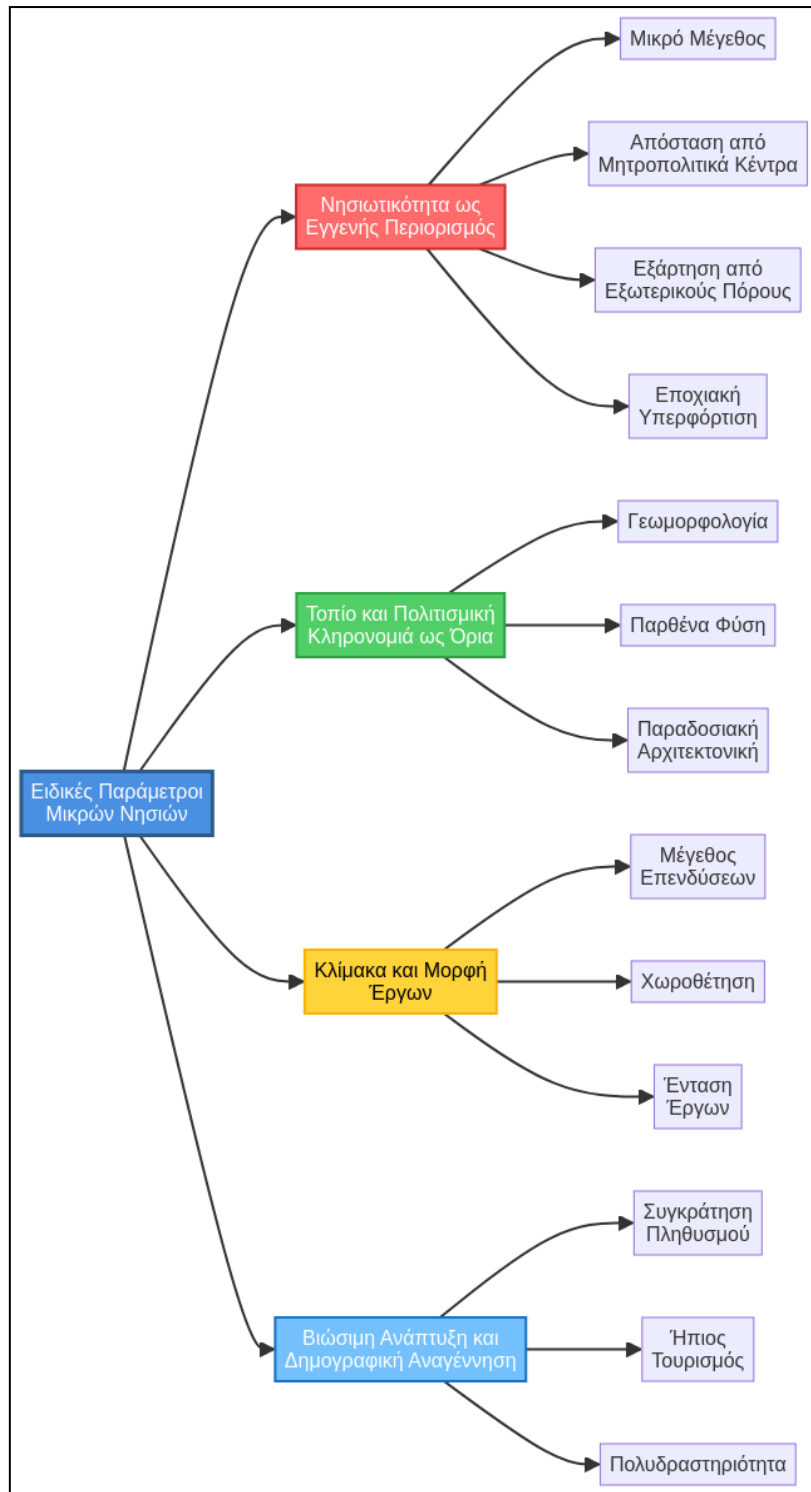 Ειδικές Παράμετροι
Μικρών Νησιών
Νησιωτικότητα ως
Εγγενής Περιορισμός
Μικρό Μέγεθος
Απόσταση από
Μητροπολιτικά Κέντρα
Εξάρτηση από
Εξωτερικούς Πόρους
Εποχιακή
Υπερφόρτιση
Τοπίο και Πολιτισμική
Κληρονομιά ως Όρια
Γεωμορφολογία
Παρθένα Φύση
Παραδοσιακή
Αρχιτεκτονική
Κλίμακα και Μορφή
Έργων
Μέγεθος
Επενδύσεων
Χωροθέτηση
Ένταση
Έργων
Βιώσιμη Ανάπτυξη και
Δημογραφική Αναγέννηση
Συγκράτηση
Πληθυσμού
Ήπιος
Τουρισμός
Πολυδραστηριότητα